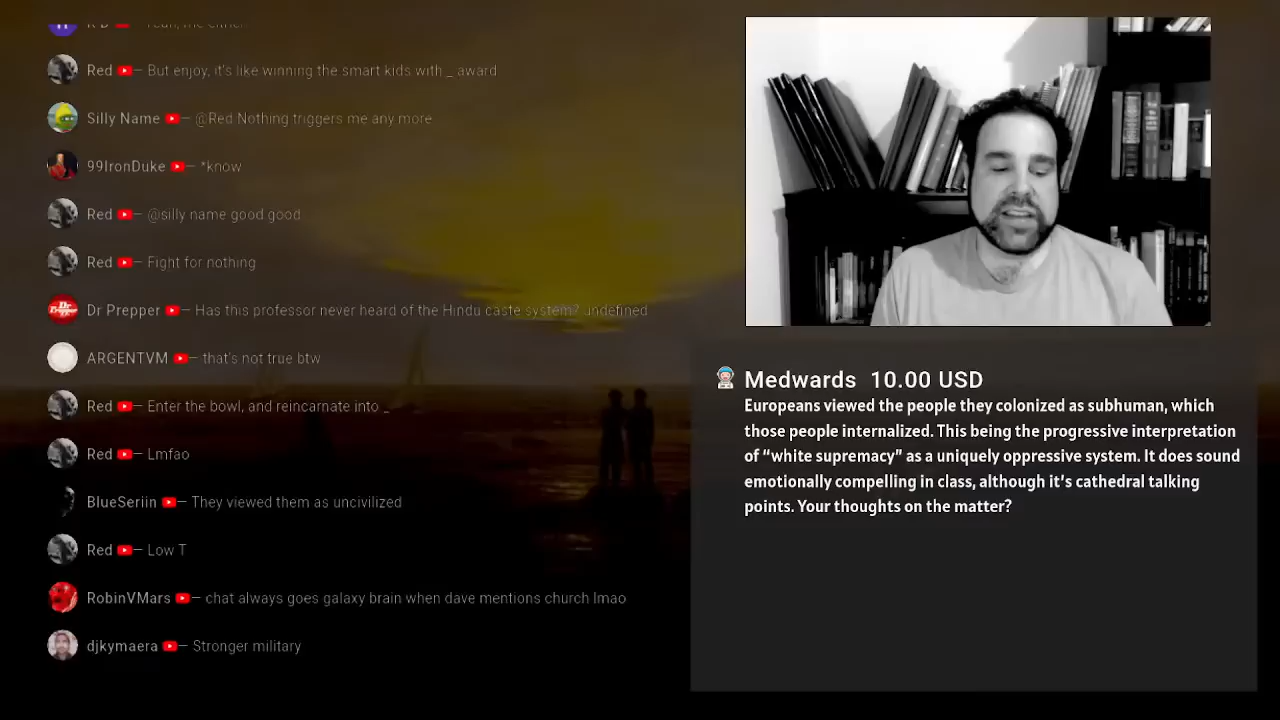 Red — But enjoy, it's like winning the smart kids with _ award
Silly Name — @Red Nothing triggers me any more
99IronDuke — *know
Red — @silly name good good
Red — Fight for nothing
Dr Prepper — Has this professor never heard of the Hindu caste system? undefined
ARGENTVM — that's not true btw
Red — Enter the bowl, and reincarnate into _
Red — Lmfao
BlueSeriin — They viewed them as uncivilized
Red — Low T
RobinVMars — chat always goes galaxy brain when dave mentions church lmao
djkymaera — Stronger military
Medwards 10.00 USD
Europeans viewed the people they colonized as subhuman, which
those people internalized. This being the progressive interpretation
of “white supremacy” as a uniquely oppressive system. It does sound
emotionally compelling in class, although it’s cathedral talking
points. Your thoughts on the matter?